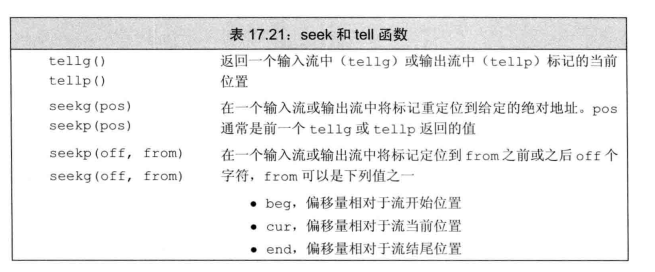 表 17.21：seek 和 tell 函数
tellg() 返回一个输入流中（tellg）或输出流中（tellp）标记的当前
tellp() 位置
seekg(pos) 在一个输入流或输出流中将标记重定位到给定的绝对地址。pos
seekp(pos) 通常是前一个 tellg 或 tellp 返回的值
seekp(off, from) 在一个输入流或输出流中将标记定位到 from 之前或之后 off 个
seekg(off, from) 字符，from 可以是下列值之一
• beg，偏移量相对于流开始位置
• cur，偏移量相对于流当前位置
• end，偏移量相对于流结尾位置